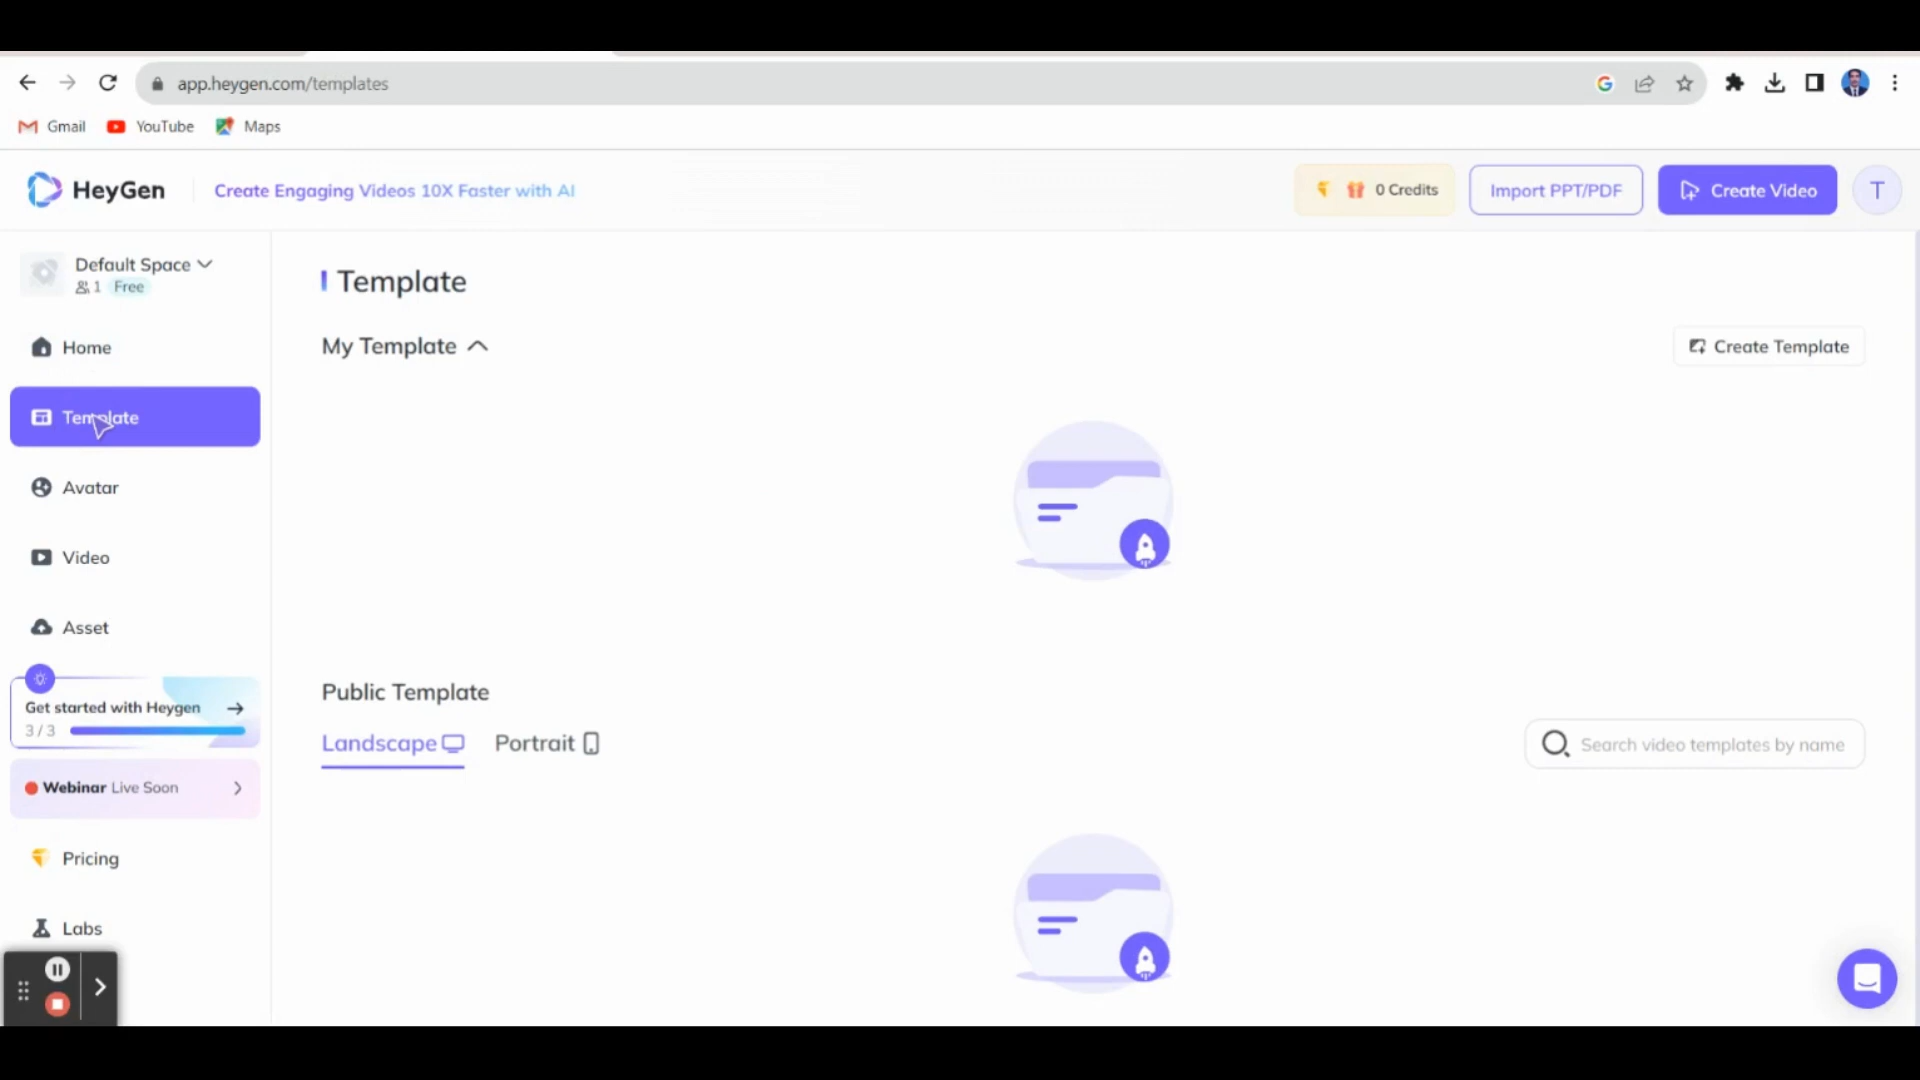 app.heygen.com/templates
Gmail
YouTube
Maps
HeyGen
Create Engaging Videos 10X Faster with AI
0 Credits
Import PPT/PDF
Create Video
T
Default Space
1 Free
Home
Template
Avatar
Video
Asset
Get started with Heygen
3 / 3
Webinar Live Soon
Pricing
Labs
Template
My Template
Create Template
Public Template
Landscape
Portrait
Search video templates by name